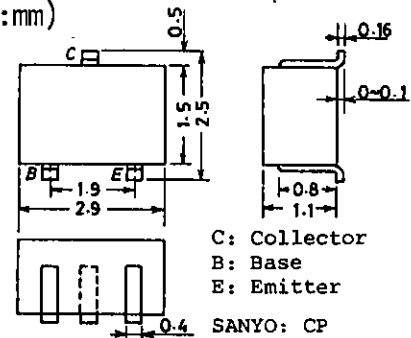 :mm)
C
0.5
0.16
1.5
2.5
0~0.1
B
E
1.9
2.9
0.8
1.1
C: Collector
B: Base
E: Emitter
0.4
SANYO: CP